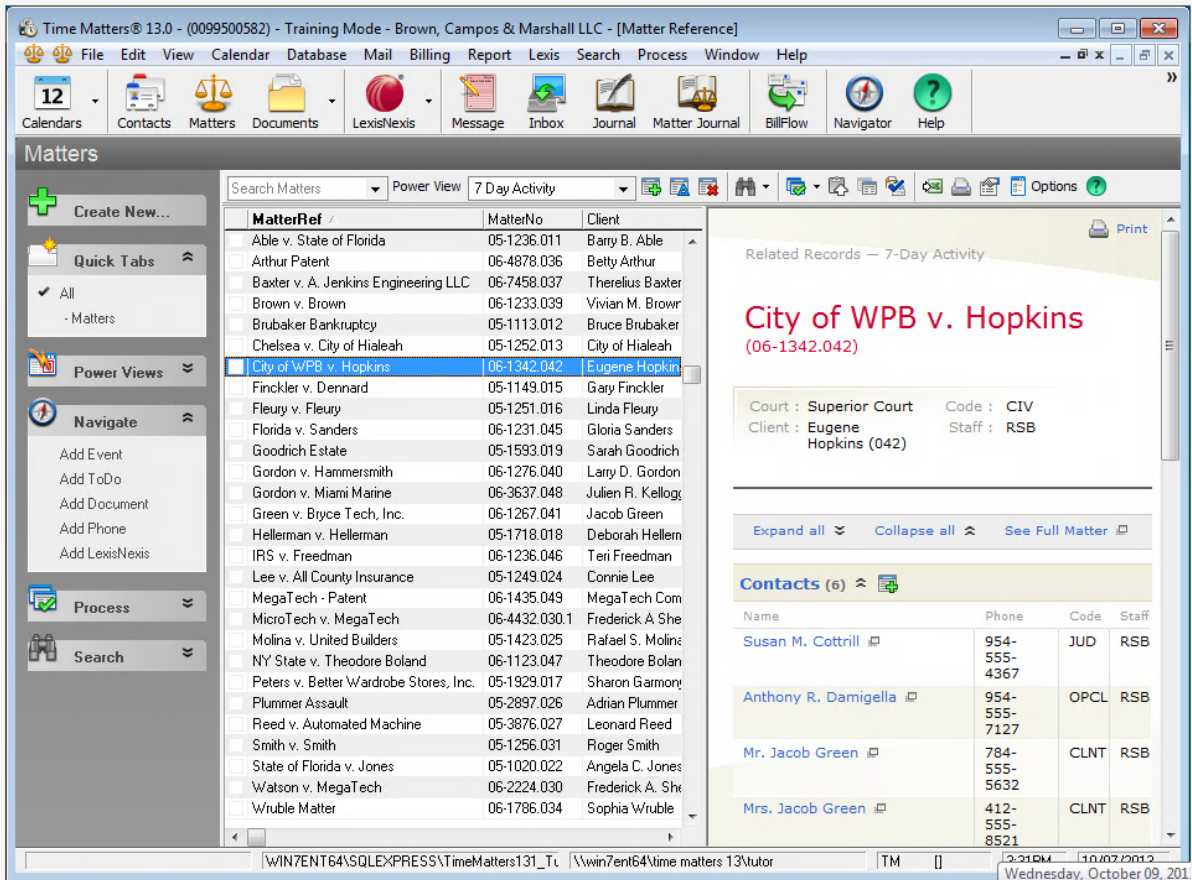 Time Matters® 13.0 - (0099500582) - Training Mode - Brown, Campos & Marshall LLC - [Matter Reference]
File Edit View Calendar Database Mail Billing Report Lexis Search Process Window Help
12
Calendars Contacts Matters Documents LexisNexis Message Inbox Journal Matter Journal BillFlow Navigator Help
Matters
Create New...
Quick Tabs
All
- Matters
Power Views
Navigate
Add Event
Add ToDo
Add Document
Add Phone
Add LexisNexis
Process
Search
Search Matters Power View 7 Day Activity Options
MatterRef MatterNo Client
Able v. State of Florida 05-1236.011 Barry B. Able
Arthur Patent 06-4878.036 Betty Arthur
Baxter v. A. Jenkins Engineering LLC 06-7458.037 Therelius Baxter
Brown v. Brown 06-1233.039 Vivian M. Brown
Brubaker Bankruptcy 05-1113.012 Bruce Brubaker
Chelsea v. City of Hialeah 05-1252.013 City of Hialeah
City of WPB v. Hopkins 06-1342.042 Eugene Hopkin
Finckler v. Dennard 05-1149.015 Gary Finckler
Fleury v. Fleury 05-1251.016 Linda Fleury
Florida v. Sanders 06-1231.045 Gloria Sanders
Goodrich Estate 05-1593.019 Sarah Goodrich
Gordon v. Hammersmith 06-1276.040 Larry D. Gordon
Gordon v. Miami Marine 06-3637.048 Julien R. Kellogg
Green v. Bryce Tech, Inc. 06-1267.041 Jacob Green
Hellerman v. Hellerman 05-1718.018 Deborah Hellern
IRS v. Freedman 06-1236.046 Teri Freedman
Lee v. All County Insurance 05-1249.024 Connie Lee
MegaTech - Patent 06-1435.049 MegaTech Com
MicroTech v. MegaTech 06-4432.030.1 Frederick A She
Molina v. United Builders 05-1423.025 Rafael S. Molina
NY State v. Theodore Boland 06-1123.047 Theodore Bolan
Peters v. Better Wardrobe Stores, Inc. 05-1929.017 Sharon Garmony
Plummer Assault 05-2897.026 Adrian Plummer
Reed v. Automated Machine 05-3876.027 Leonard Reed
Smith v. Smith 05-1256.031 Roger Smith
State of Florida v. Jones 05-1020.022 Angela C. Jones
Watson v. MegaTech 06-2224.030 Frederick A. She
Wruble Matter 06-1786.034 Sophia Wruble
Print
Related Records — 7-Day Activity
City of WPB v. Hopkins
(06-1342.042)
Court : Superior Court Code : CIV
Client : Eugene Staff : RSB
Hopkins (042)
Expand all Collapse all See Full Matter
Contacts (6)
Name Phone Code Staff
Susan M. Cottrill 954- JUD RSB
555-
4367
Anthony R. Damigella 954- OPCL RSB
555-
7127
Mr. Jacob Green 784- CLNT RSB
555-
5632
Mrs. Jacob Green 412- CLNT RSB
555-
8521
WIN7ENT64\SQLEXPRESS\TimeMatters131_Tu \\win7ent64\time matters 13\tutor TM [] 3:21PM 10/07/2013
Wednesday, October 09, 201